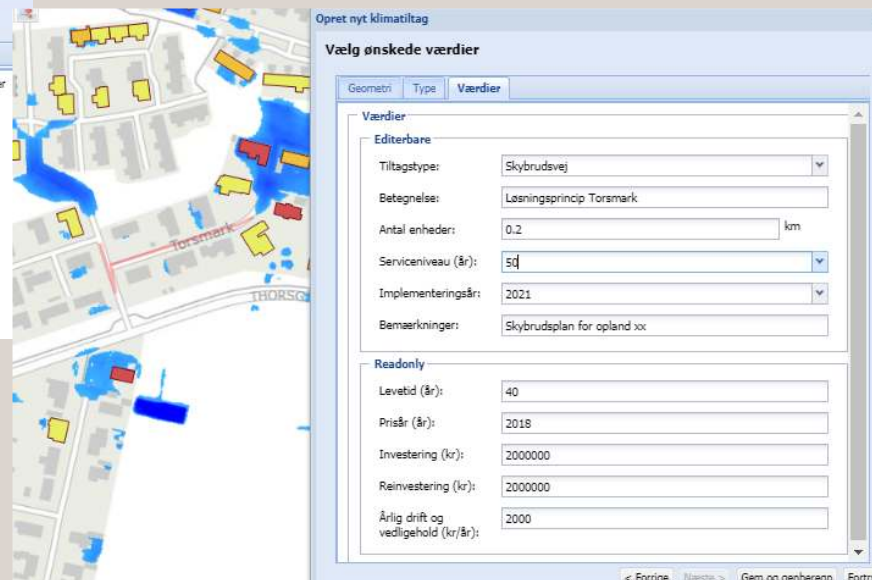 Opret nyt klimatiltag
Vælg ønskede værdier
Geometri Type Værdier
Værdier
Editerbare
Tiltagstype: Skybrudsvej
Betegnelse: Løsningsprincip Torsmark
Antal enheder: 0.2 km
Serviceniveau (år): 50
Implementeringsår: 2021
Bemærkninger: Skybrudsplan for opland xx
Readonly
Levetid (år): 40
Prisår (år): 2018
Investering (kr): 2000000
Reinvestering (kr): 2000000
Årlig drift og
vedligehold (kr/år): 2000
< Forrige Næste > Gem og genberegn
Torsmark
THORSG